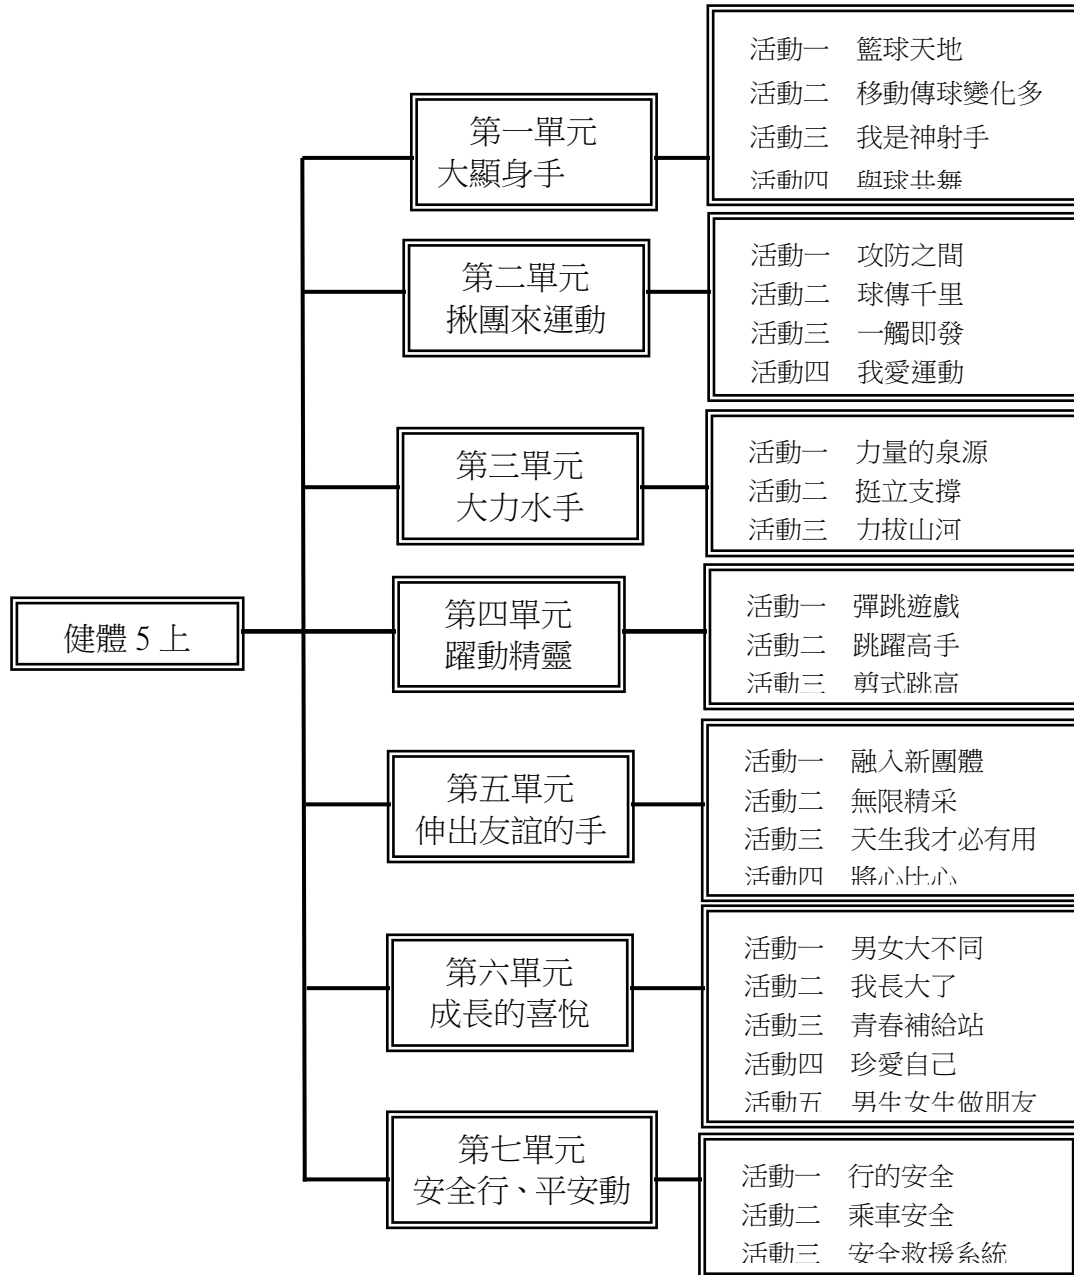 健體 5 上
第一單元
大顯身手
活動一　籃球天地
活動二　移動傳球變化多
活動三　我是神射手
活動四　與球共舞
第二單元
揪團來運動
活動一　攻防之間
活動二　球傳千里
活動三　一觸即發
活動四　我愛運動
第三單元
大力水手
活動一　力量的泉源
活動二　挺立支撐
活動三　力拔山河
第四單元
躍動精靈
活動一　彈跳遊戲
活動二　跳躍高手
活動三　剪式跳高
第五單元
伸出友誼的手
活動一　融入新團體
活動二　無限精采
活動三　天生我才必有用
活動四　將心比心
第六單元
成長的喜悅
活動一　男女大不同
活動二　我長大了
活動三　青春補給站
活動四　珍愛自己
活動五　男生女生做朋友
第七單元
安全行、平安動
活動一　行的安全
活動二　乘車安全
活動三　安全救援系統